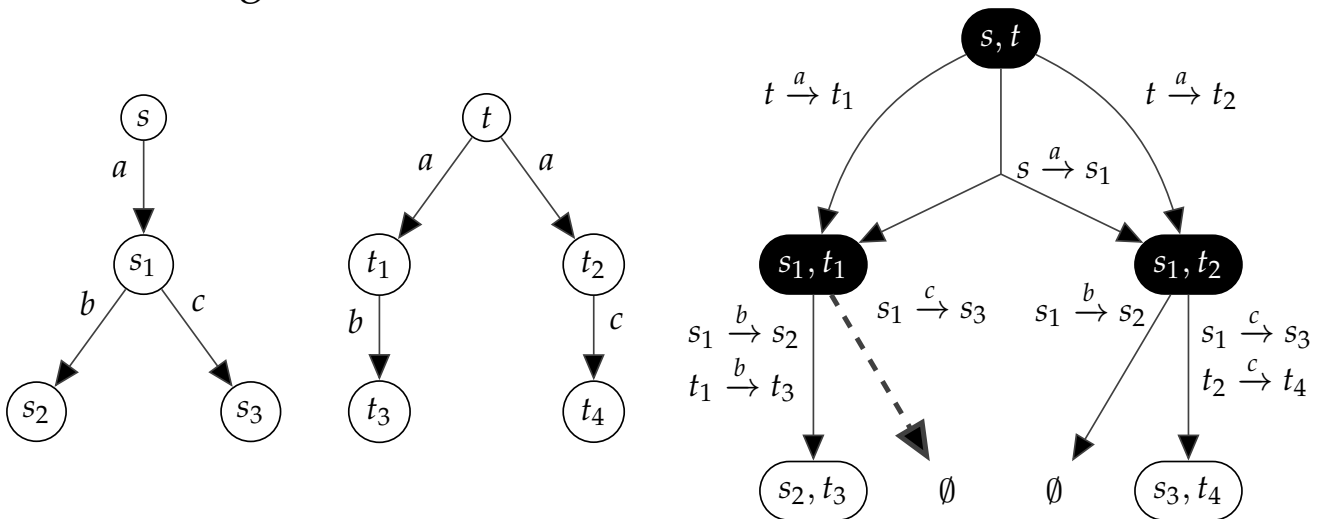 s
a
s₁
b c
s₂ s₃
t
a a
t₁ t₂
b c
t₃ t₄
s, t
t →ᵃ t₁
t →ᵃ t₂
s →ᵃ s₁
s₁, t₁
s₁, t₂
s₁ →ᵇ s₂
t₁ →ᵇ t₃
s₁ →ᶜ s₃
s₁ →ᵇ s₂
s₁ →ᶜ s₃
t₂ →ᶜ t₄
s₂, t₃
∅
∅
s₃, t₄